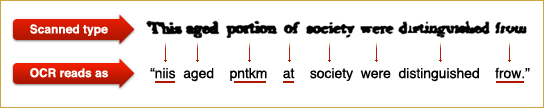 Scanned type This aged portion of society were distinguished from
OCR reads as "niis aged pntkm at society were distinguished frow."